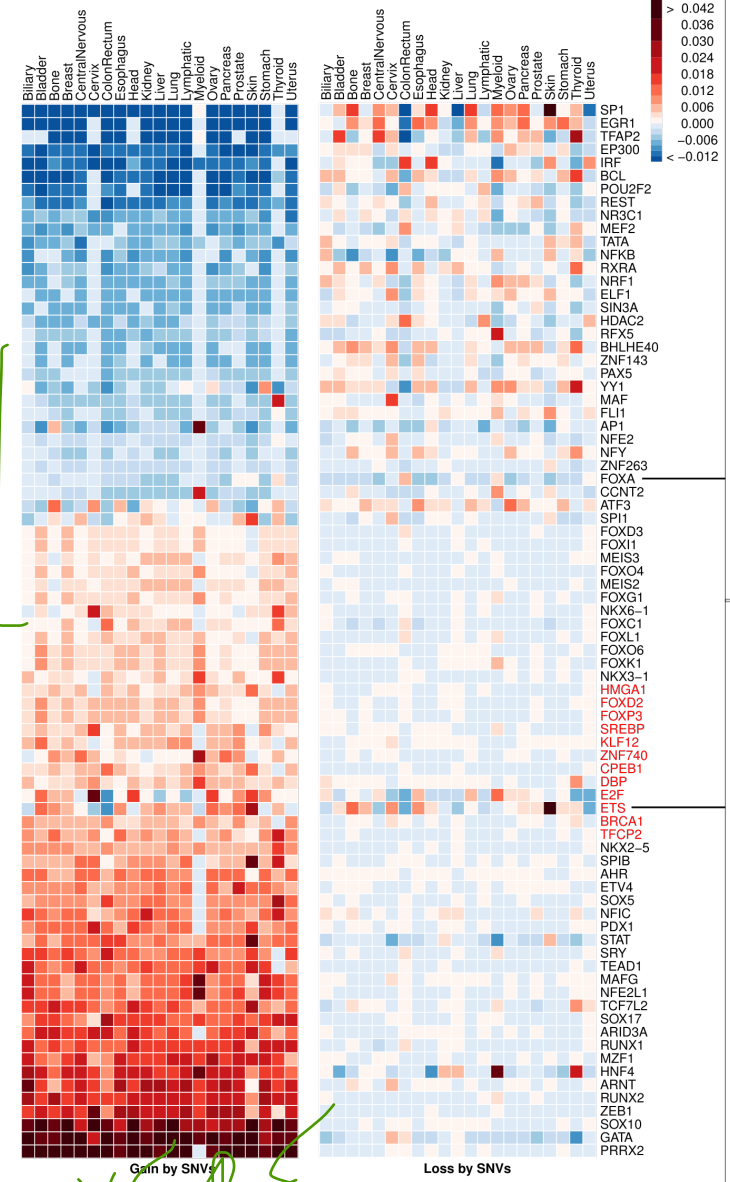 > 0.042
0.036
0.030
0.024
0.018
0.012
0.006
0.000
−0.006
< −0.012
Biliary
Bladder
Bone
Breast
CentralNervous
Cervix
ColonRectum
Esophagus
Head
Kidney
Liver
Lung
Lymphatic
Myeloid
Ovary
Pancreas
Prostate
Skin
Stomach
Thyroid
Uterus
Biliary
Bladder
Bone
Breast
CentralNervous
Cervix
ColonRectum
Esophagus
Head
Kidney
Liver
Lung
Lymphatic
Myeloid
Ovary
Pancreas
Prostate
Skin
Stomach
Thyroid
Uterus
SP1
EGR1
TFAP2
EP300
IRF
BCL
POU2F2
REST
NR3C1
MEF2
TATA
NFKB
RXRA
NRF1
ELF1
SIN3A
HDAC2
RFX5
BHLHE40
ZNF143
PAX5
YY1
MAF
FLI1
AP1
NFE2
NFY
ZNF263
FOXA
CCNT2
ATF3
SPI1
FOXD3
FOXI1
MEIS3
FOXO4
MEIS2
FOXG1
NKX6−1
FOXC1
FOXL1
FOXO6
FOXK1
NKX3−1
HMGA1
FOXD2
FOXP3
SREBP
KLF12
ZNF740
CPEB1
DBP
E2F
ETS
BRCA1
TFCP2
NKX2−5
SPIB
AHR
ETV4
SOX5
NFIC
PDX1
STAT
SRY
TEAD1
MAFG
NFE2L1
TCF7L2
SOX17
ARID3A
RUNX1
MZF1
HNF4
ARNT
RUNX2
ZEB1
SOX10
GATA
PRRX2
Gain by SNVs
Loss by SNVs